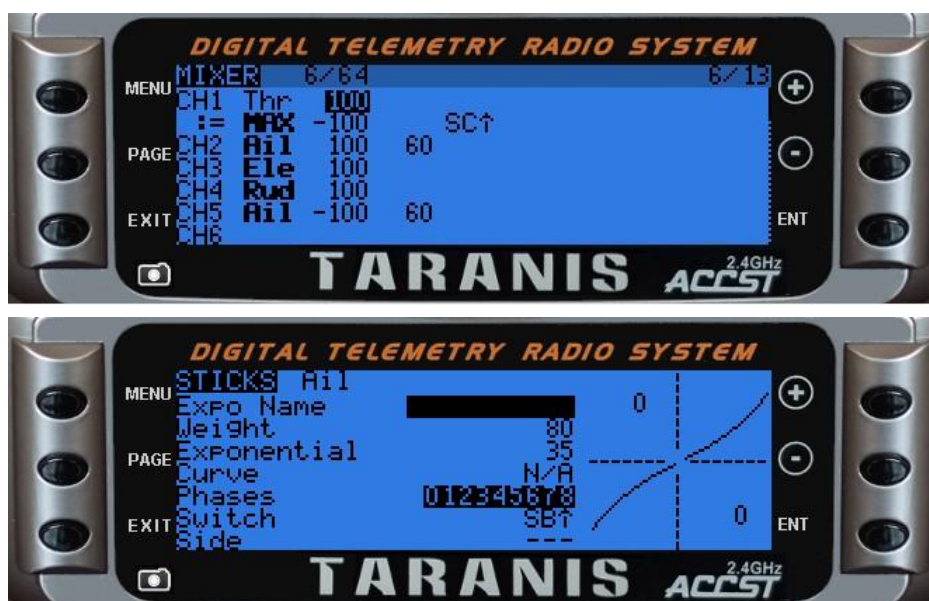 DIGITAL TELEMETRY RADIO SYSTEM
MENU
PAGE
EXIT
MIXER 6/64 6/13
CH1 Thr 100
:= MAX -100 SC↑
CH2 Ail 100 60
CH3 Ele 100
CH4 Rud 100
CH5 Ail -100 60
CH6
ENT
TARANIS
2.4GHz
ACCST
DIGITAL TELEMETRY RADIO SYSTEM
MENU
PAGE
EXIT
STICKS Ail
Expo Name
Weight 80
Exponential 35
Curve N/A
Phases 012345678
Switch SB↑
Side ---
0
0
ENT
TARANIS
2.4GHz
ACCST